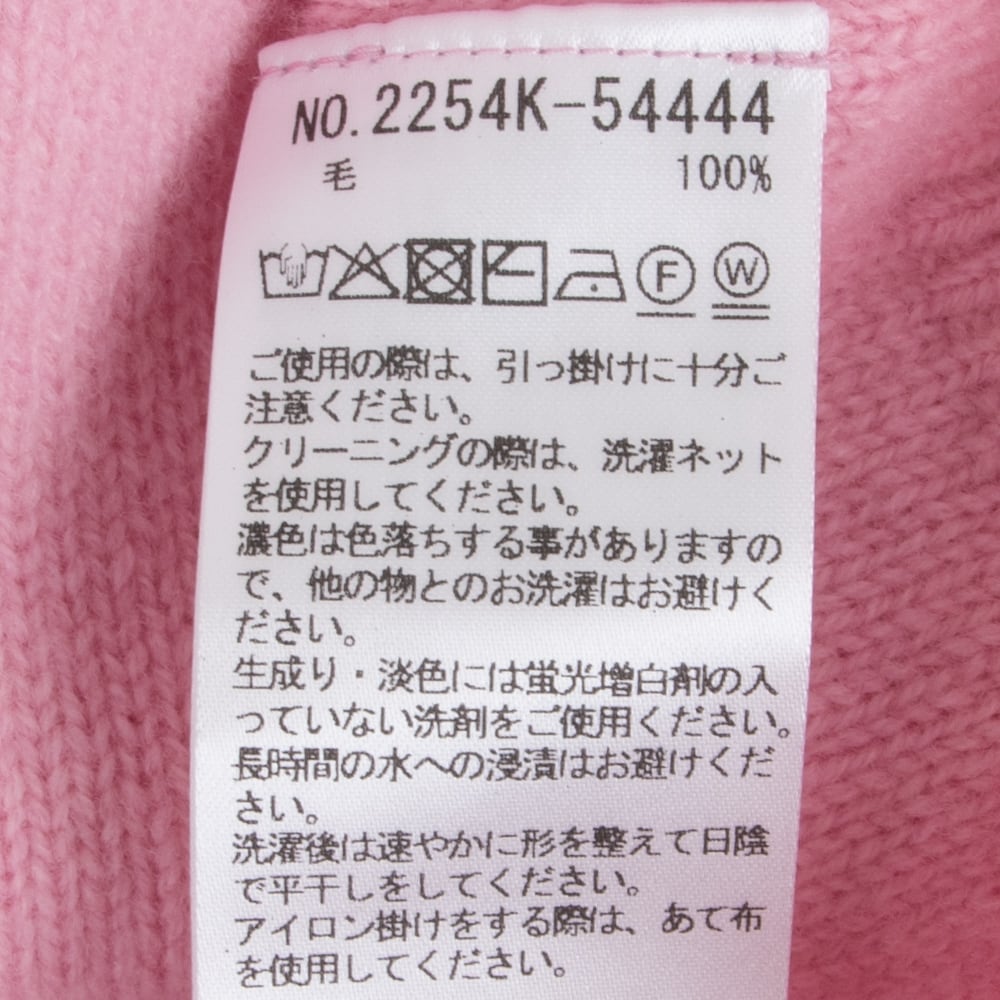 NO.2254K-54444
毛 100%
F W
ご使用の際は、引っ掛けに十分ご
注意ください。
クリーニングの際は、洗濯ネット
を使用してください。
濃色は色落ちする事がありますの
で、他の物とのお洗濯はお避けく
ださい。
生成り・淡色には蛍光増白剤の入
っていない洗剤をご使用ください。
長時間の水への浸漬はお避けくだ
さい。
洗濯後は速やかに形を整えて日陰
で平干しをしてください。
アイロン掛けをする際は、あて布
を使用してください。